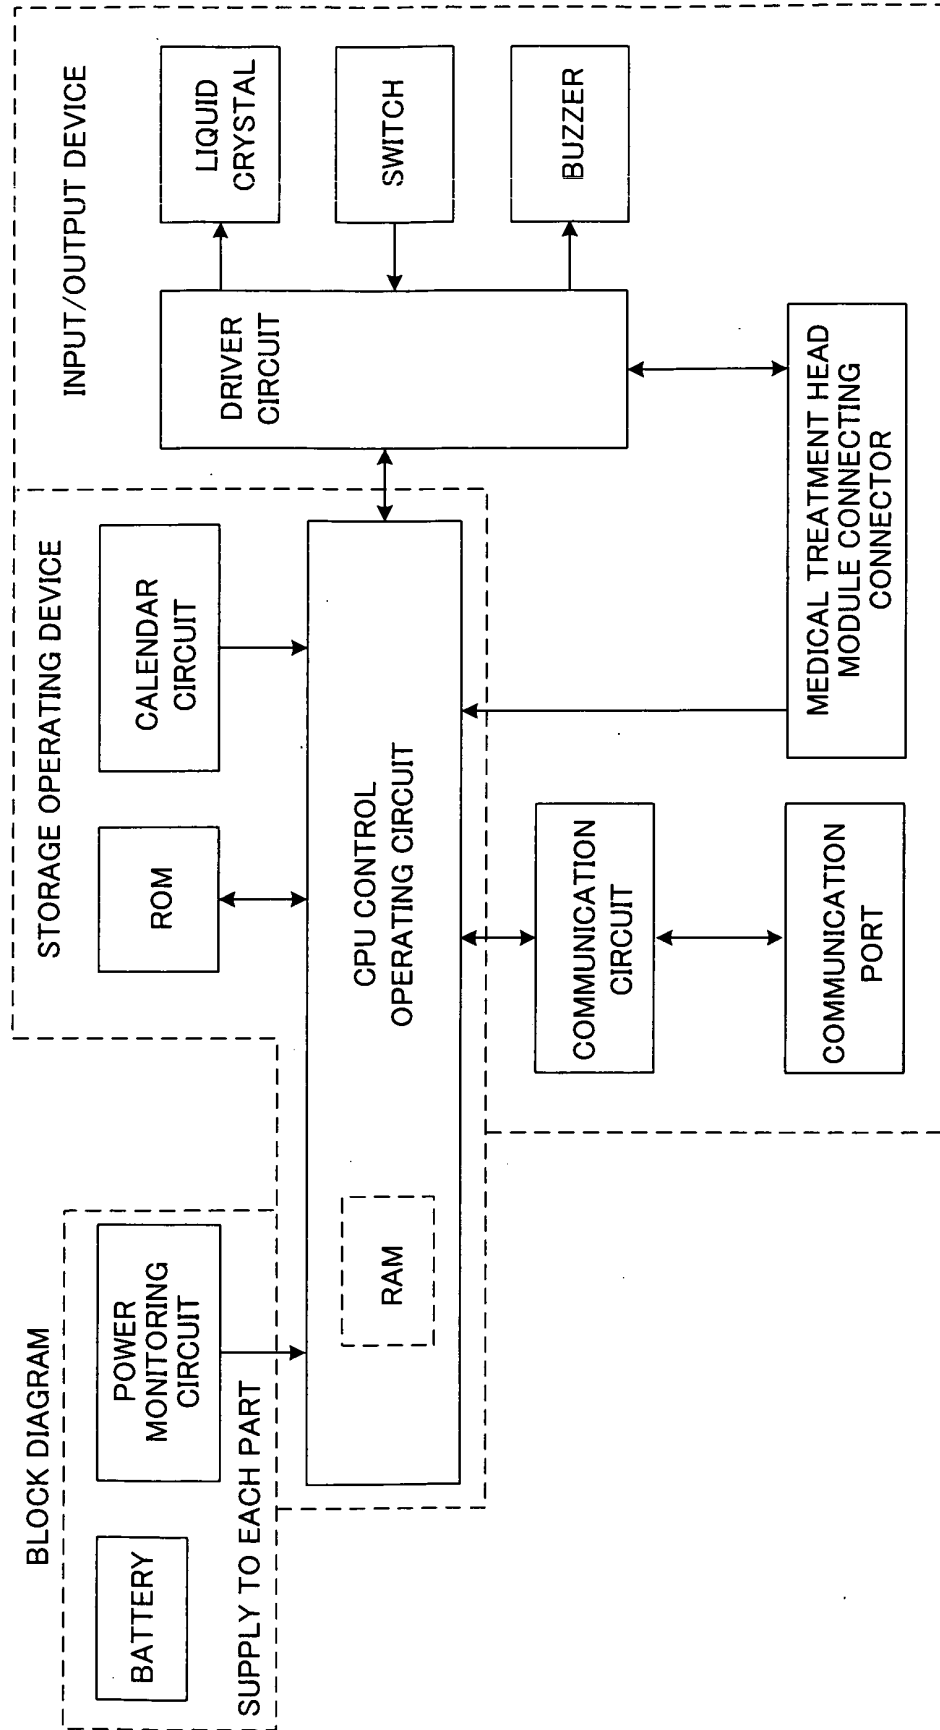 BLOCK DIAGRAM
BATTERY
POWER
MONITORING
CIRCUIT
SUPPLY TO EACH PART
STORAGE OPERATING DEVICE
ROM
CALENDAR
CIRCUIT
CPU CONTROL
OPERATING CIRCUIT
RAM
INPUT/OUTPUT DEVICE
DRIVER
CIRCUIT
LIQUID
CRYSTAL
SWITCH
BUZZER
COMMUNICATION
CIRCUIT
COMMUNICATION
PORT
MEDICAL TREATMENT HEAD
MODULE CONNECTING
CONNECTOR